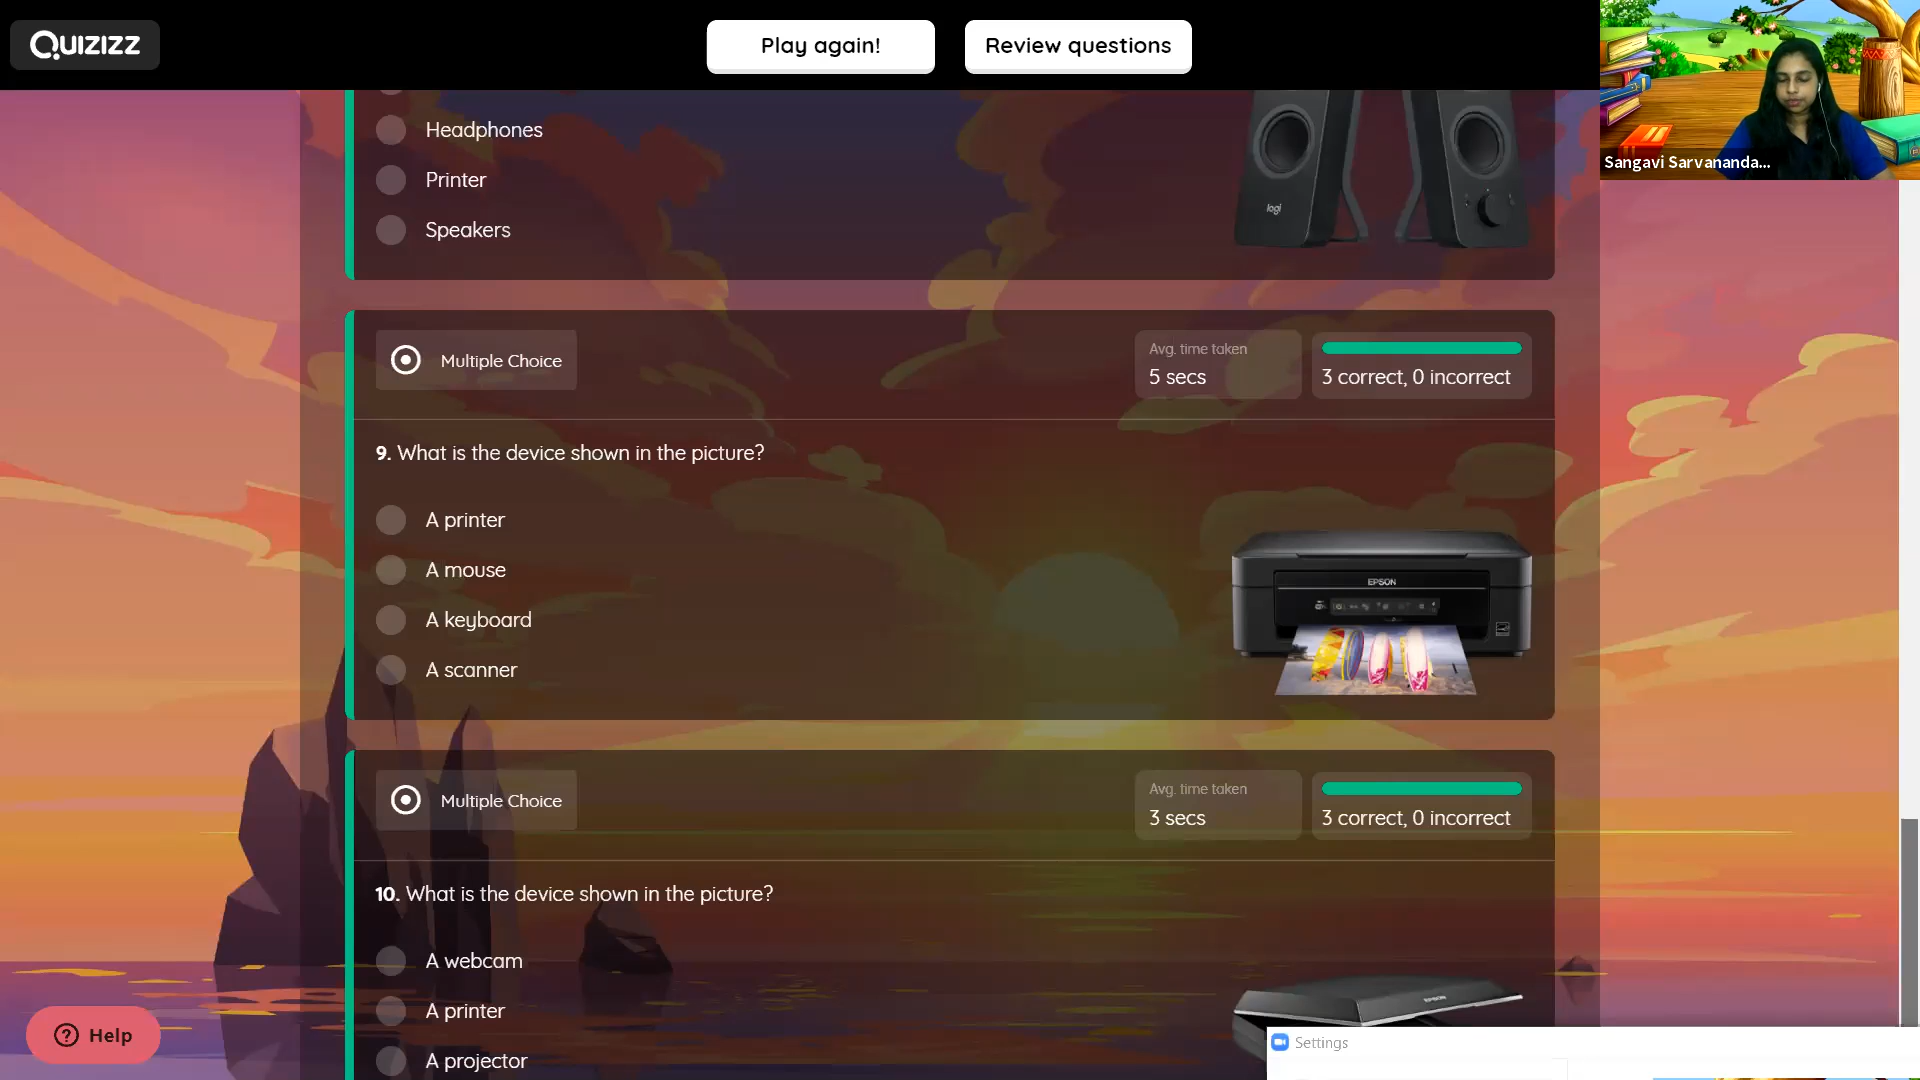 Quizizz
Play again!
Review questions
Sangavi Sarvananda...
Headphones
Printer
Speakers
logi
Multiple Choice
Avg. time taken
5 secs
3 correct, 0 incorrect
9. What is the device shown in the picture?
A printer
A mouse
A keyboard
A scanner
EPSON
Multiple Choice
Avg. time taken
3 secs
3 correct, 0 incorrect
10. What is the device shown in the picture?
A webcam
A printer
A projector
EPSON
Help
Settings